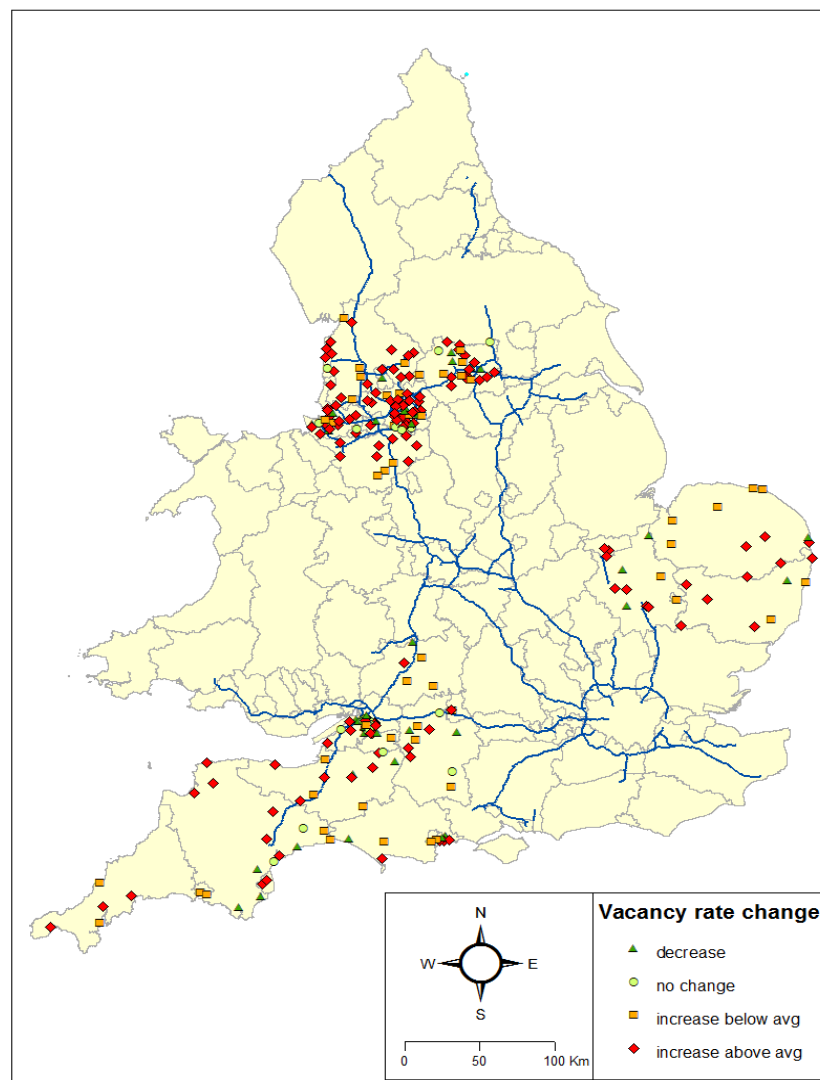 Vacancy rate change
decrease
no change
increase below avg
increase above avg
N
W E
S
0 50 100 Km